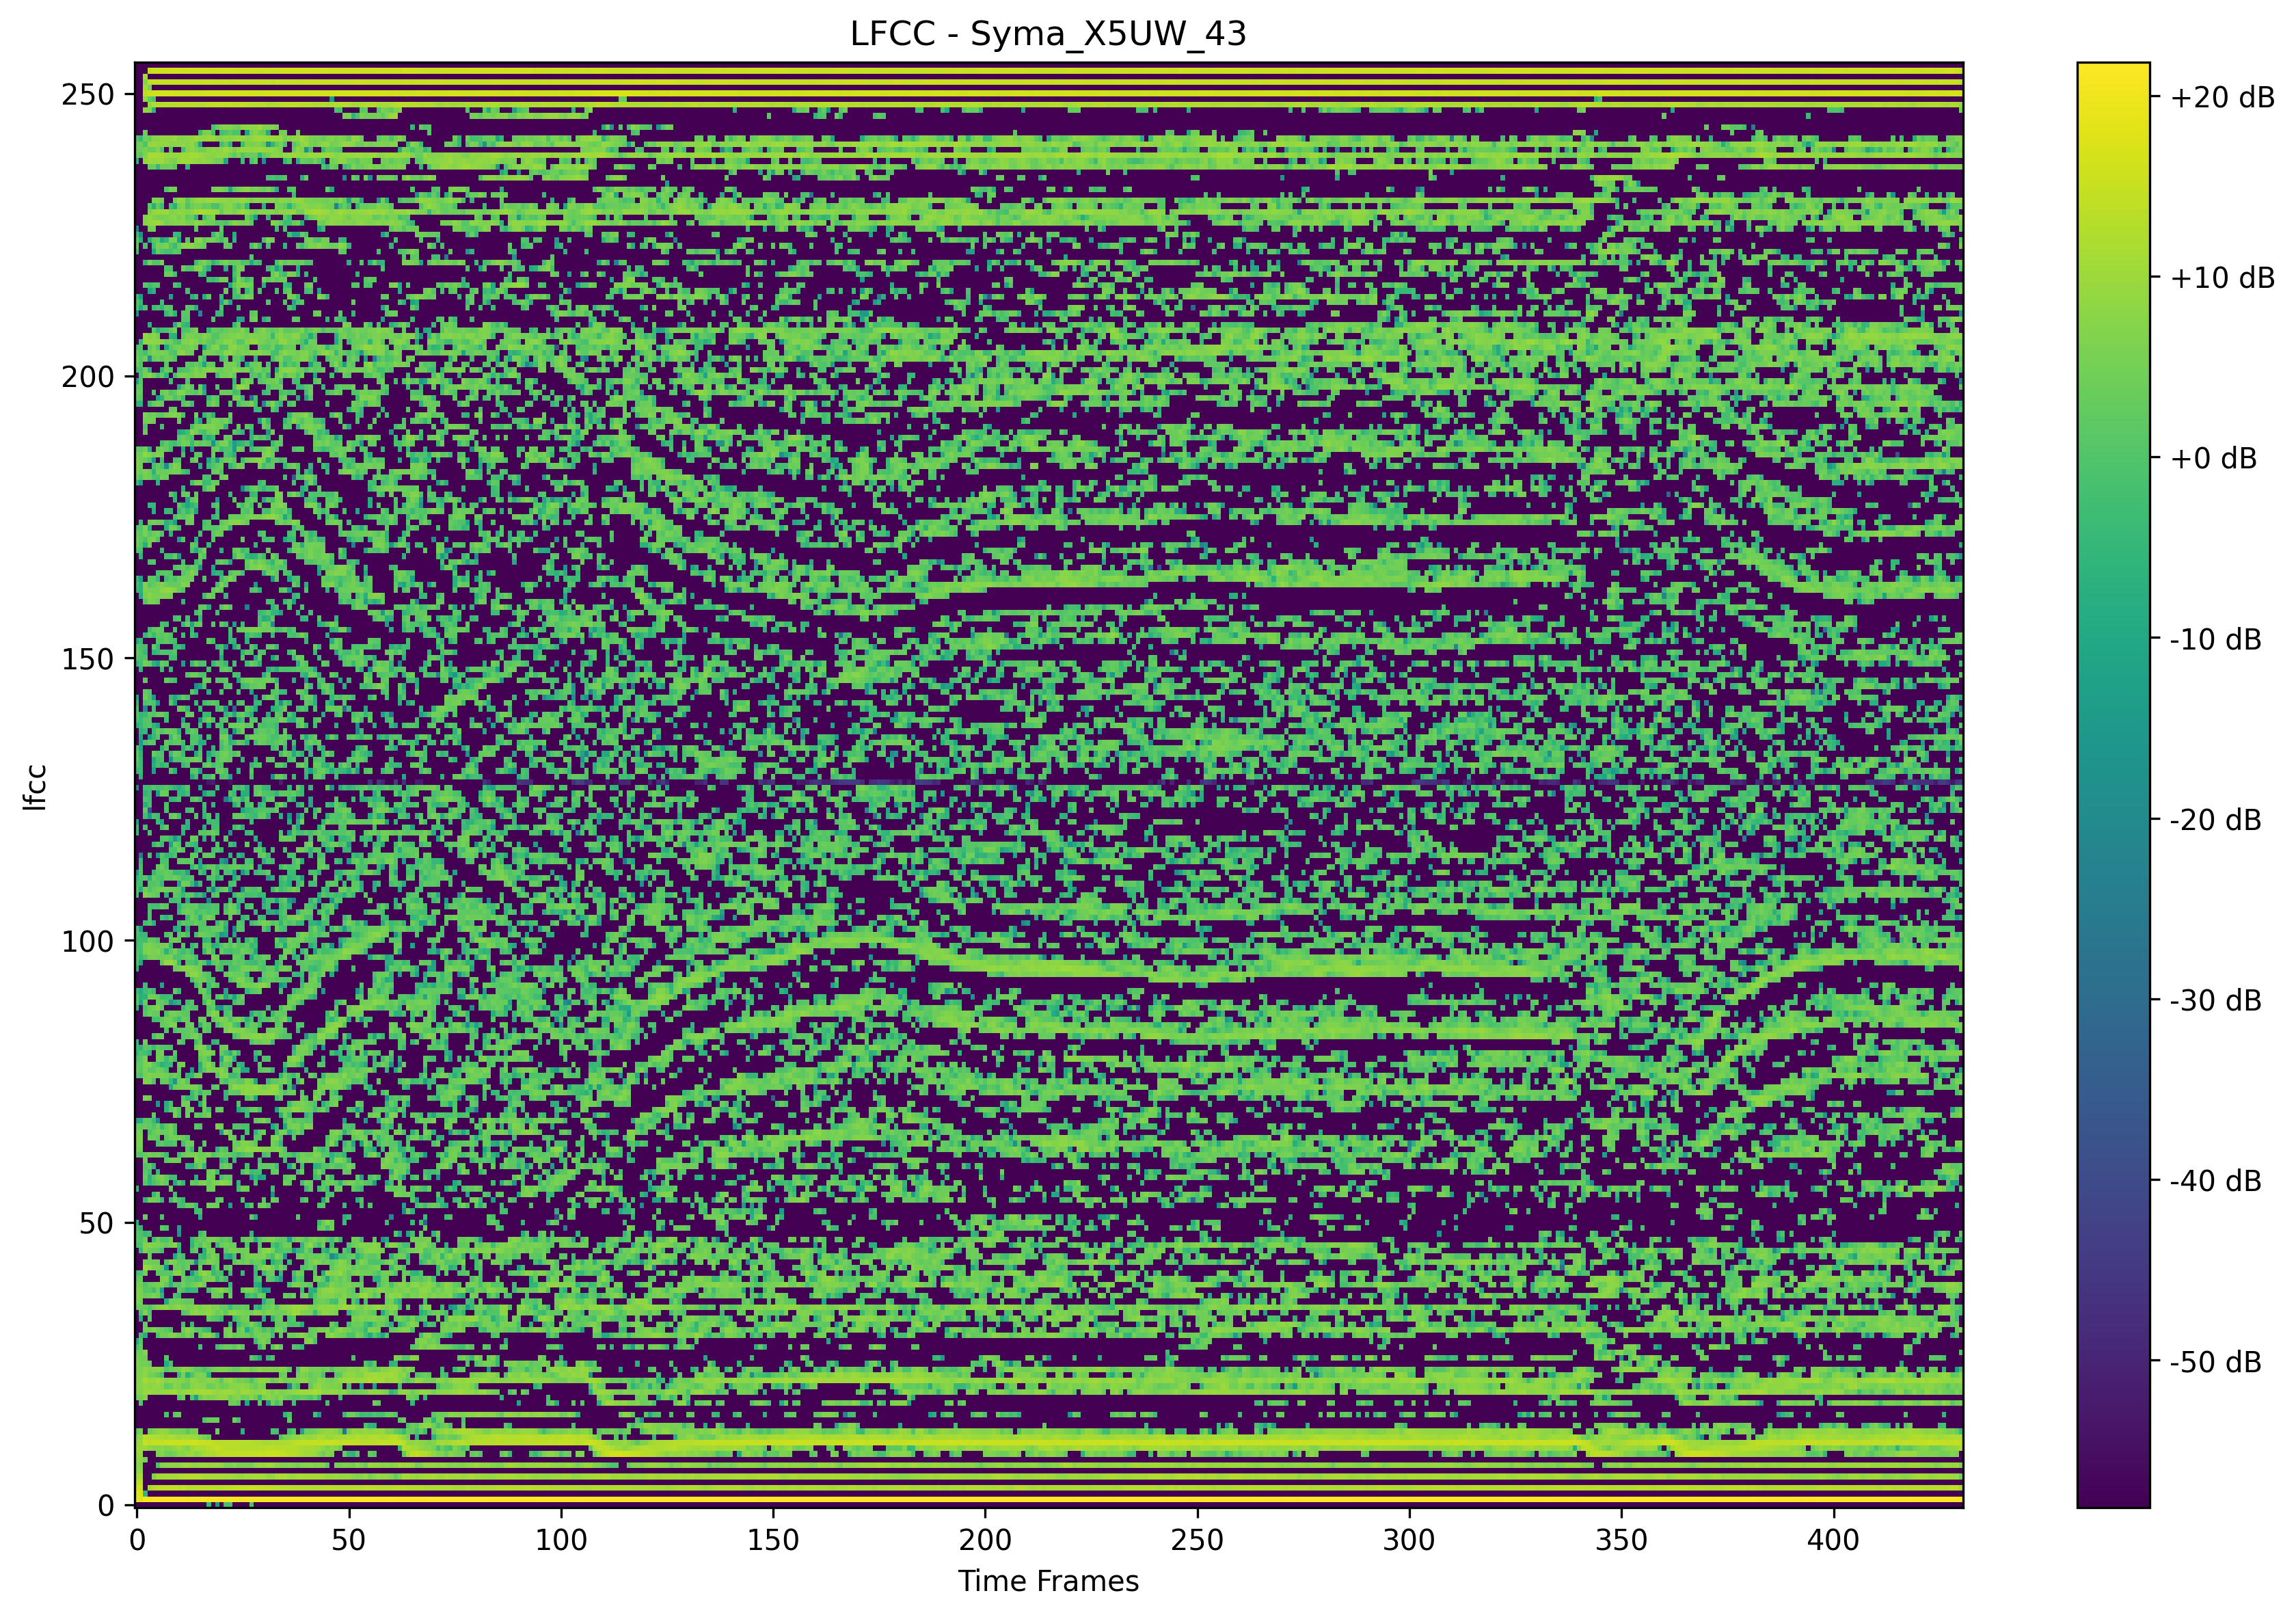 LFCC - Syma_X5UW_43
250
200
150
100
50
0
lfcc
0 50 100 150 200 250 300 350 400
Time Frames
+20 dB
+10 dB
+0 dB
-10 dB
-20 dB
-30 dB
-40 dB
-50 dB